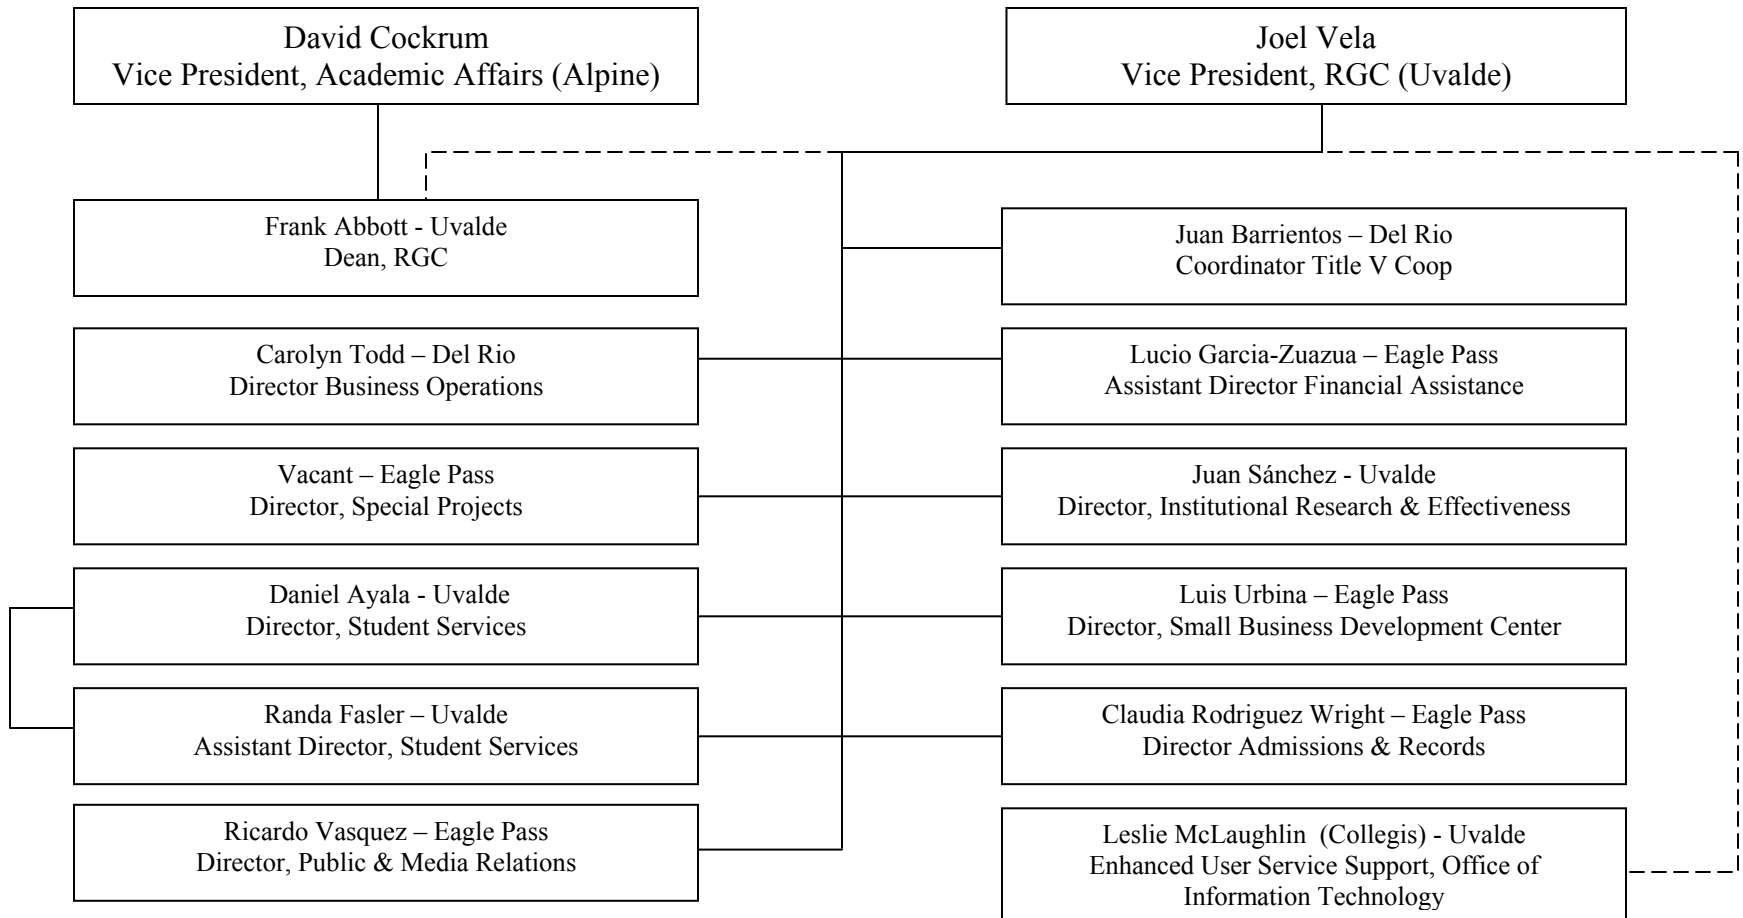 David Cockrum
Vice President, Academic Affairs (Alpine)
Joel Vela
Vice President, RGC (Uvalde)
Frank Abbott - Uvalde
Dean, RGC
Juan Barrientos – Del Rio
Coordinator Title V Coop
Carolyn Todd – Del Rio
Director Business Operations
Lucio Garcia-Zuazua – Eagle Pass
Assistant Director Financial Assistance
Vacant – Eagle Pass
Director, Special Projects
Juan Sánchez - Uvalde
Director, Institutional Research & Effectiveness
Daniel Ayala - Uvalde
Director, Student Services
Luis Urbina – Eagle Pass
Director, Small Business Development Center
Randa Fasler – Uvalde
Assistant Director, Student Services
Claudia Rodriguez Wright – Eagle Pass
Director Admissions & Records
Ricardo Vasquez – Eagle Pass
Director, Public & Media Relations
Leslie McLaughlin (Collegis) - Uvalde
Enhanced User Service Support, Office of
Information Technology